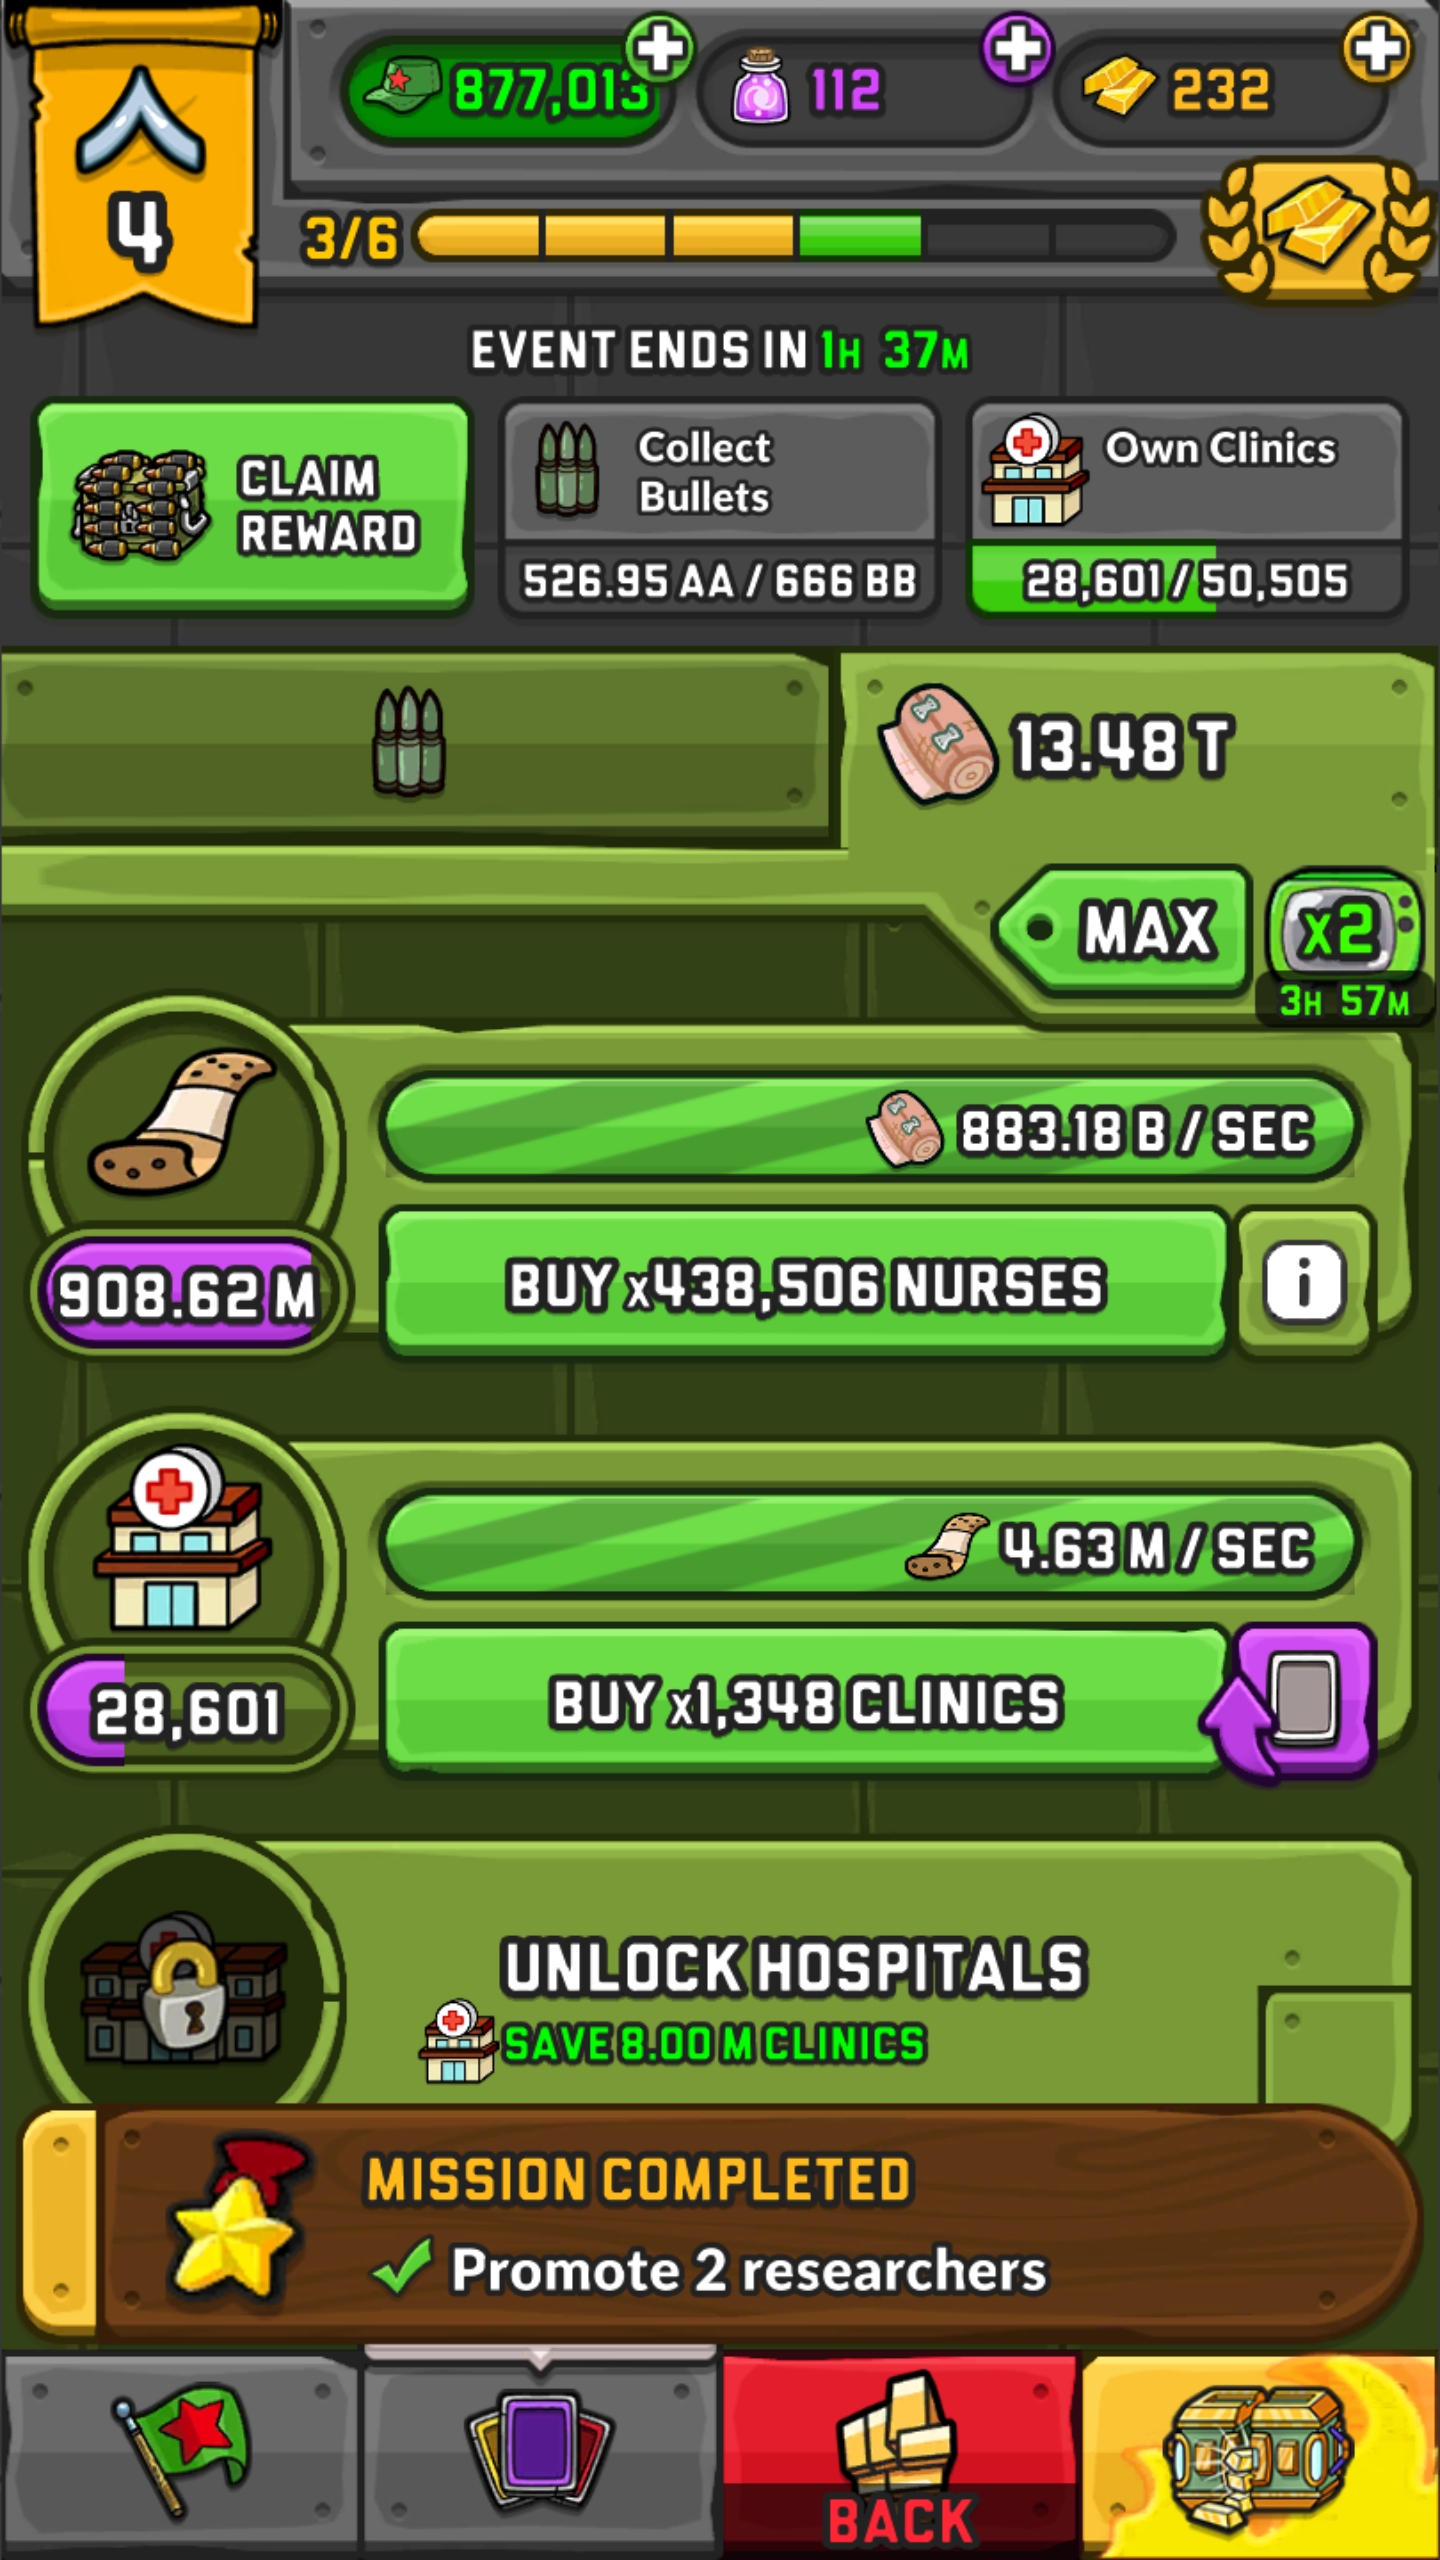 4
877,013
112
232
3/6
EVENT ENDS IN 1H 37M
CLAIM
REWARD
Collect
Bullets
526.95 AA / 666 BB
Own Clinics
28,601 / 50,505
13.48 T
MAX
x2
3H 57M
883.18 B / SEC
908.62 M
BUY x438,506 NURSES
i
4.63 M / SEC
28,601
BUY x1,348 CLINICS
UNLOCK HOSPITALS
SAVE 8.00 M CLINICS
MISSION COMPLETED
Promote 2 researchers
BACK